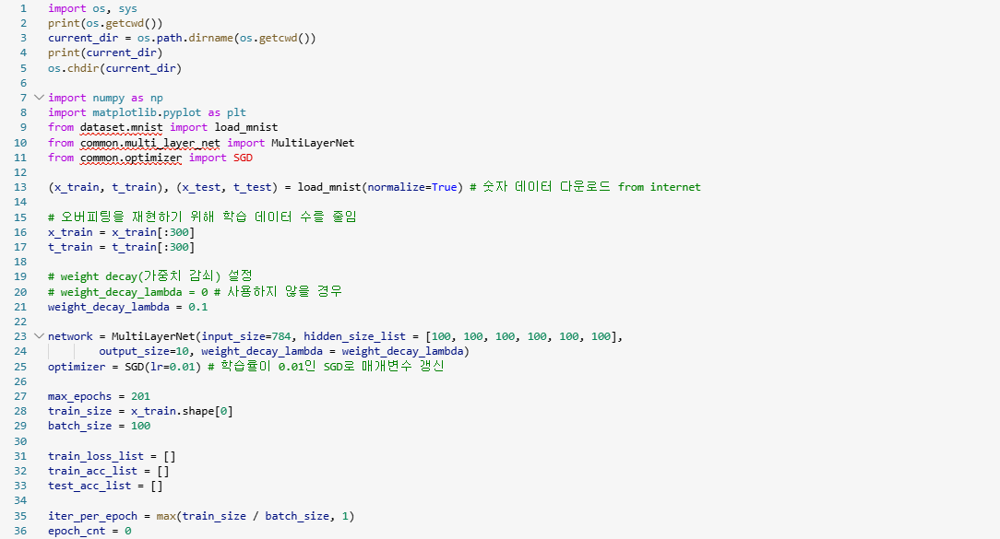 1 import os, sys
2 print(os.getcwd())
3 current_dir = os.path.dirname(os.getcwd())
4 print(current_dir)
5 os.chdir(current_dir)
6
7 import numpy as np
8 import matplotlib.pyplot as plt
9 from dataset.mnist import load_mnist
10 from common.multi_layer_net import MultiLayerNet
11 from common.optimizer import SGD
12
13 (x_train, t_train), (x_test, t_test) = load_mnist(normalize=True) # 숫자 데이터 다운로드 from internet
14
15 # 오버피팅을 재현하기 위해 학습 데이터 수를 줄임
16 x_train = x_train[:300]
17 t_train = t_train[:300]
18
19 # weight decay(가중치 감쇠) 설정
20 # weight_decay_lambda = 0 # 사용하지 않을 경우
21 weight_decay_lambda = 0.1
22
23 network = MultiLayerNet(input_size=784, hidden_size_list = [100, 100, 100, 100, 100, 100],
24 output_size=10, weight_decay_lambda = weight_decay_lambda)
25 optimizer = SGD(lr=0.01) # 학습률이 0.01인 SGD로 매개변수 갱신
26
27 max_epochs = 201
28 train_size = x_train.shape[0]
29 batch_size = 100
30
31 train_loss_list = []
32 train_acc_list = []
33 test_acc_list = []
34
35 iter_per_epoch = max(train_size / batch_size, 1)
36 epoch_cnt = 0